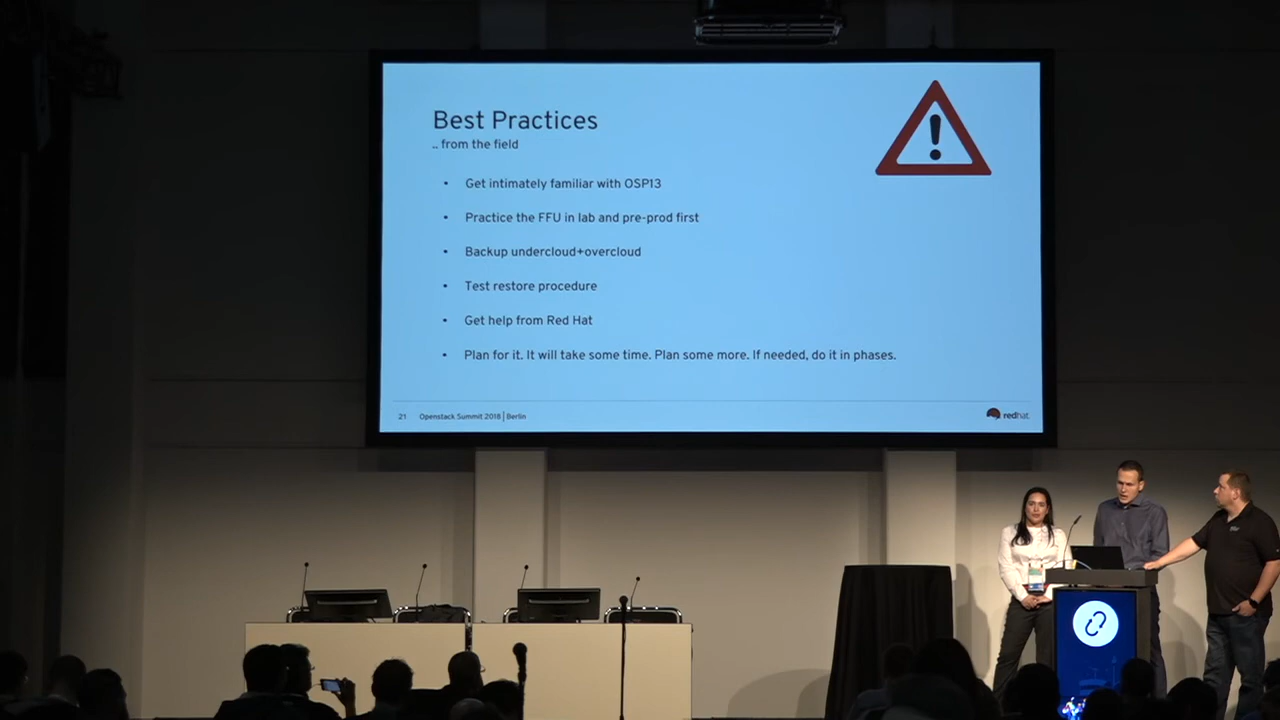 Best Practices
.. from the field
• Get intimately familiar with OSP13
• Practice the FFU in lab and pre-prod first
• Backup undercloud+overcloud
• Test restore procedure
• Get help from Red Hat
• Plan for it. It will take some time. Plan some more. If needed, do it in phases.
21 Openstack Summit 2018 | Berlin
redhat.